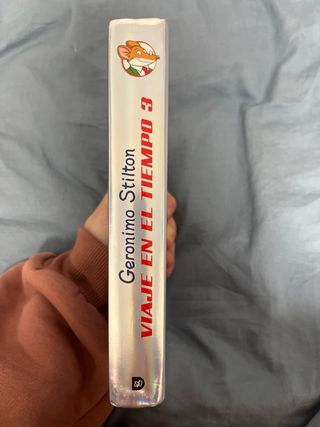 Geronimo Stilton
VIAJE EN EL TIEMPO 3